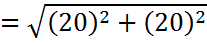 = √(20)² + (20)²